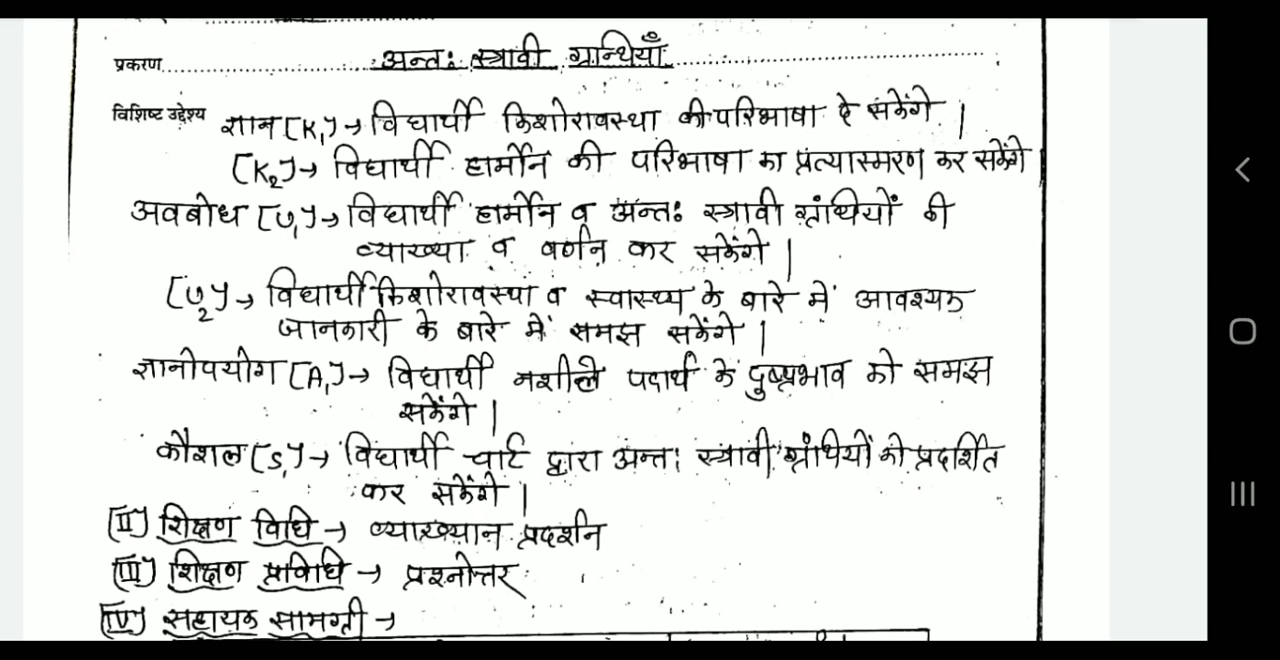 प्रकरण.......... अन्तः स्त्रावी ग्रन्थियाँ ..........
विशिष्ट उद्देश्य ज्ञान [K₁] → विद्यार्थी किशोरावस्था की परिभाषा दे सकेंगे ।
[K₂] → विद्यार्थी हार्मोन की परिभाषा का प्रत्यास्मरण कर सकेंगे
अवबोध [U₁] → विद्यार्थी हार्मोन व अन्तः स्त्रावी ग्रंथियों की
व्याख्या व वर्णन कर सकेंगे ।
[U₂] → विद्यार्थी किशोरावस्था व स्वास्थ्य के बारे में आवश्यक
जानकारी के बारे में समझ सकेंगे ।
ज्ञानोपयोग [A₁] → विद्यार्थी नशीले पदार्थ के दुष्प्रभाव को समझ
सकेंगे ।
कौशल [S₁] → विद्यार्थी चार्ट द्वारा अन्तः स्त्रावी ग्रंथियों को प्रदर्शित
कर सकेंगे ।
[II] शिक्षण विधि → व्याख्यान प्रदर्शन
[III] शिक्षण प्रविधि → प्रश्नोत्तर
[IV] सहायक सामग्री →